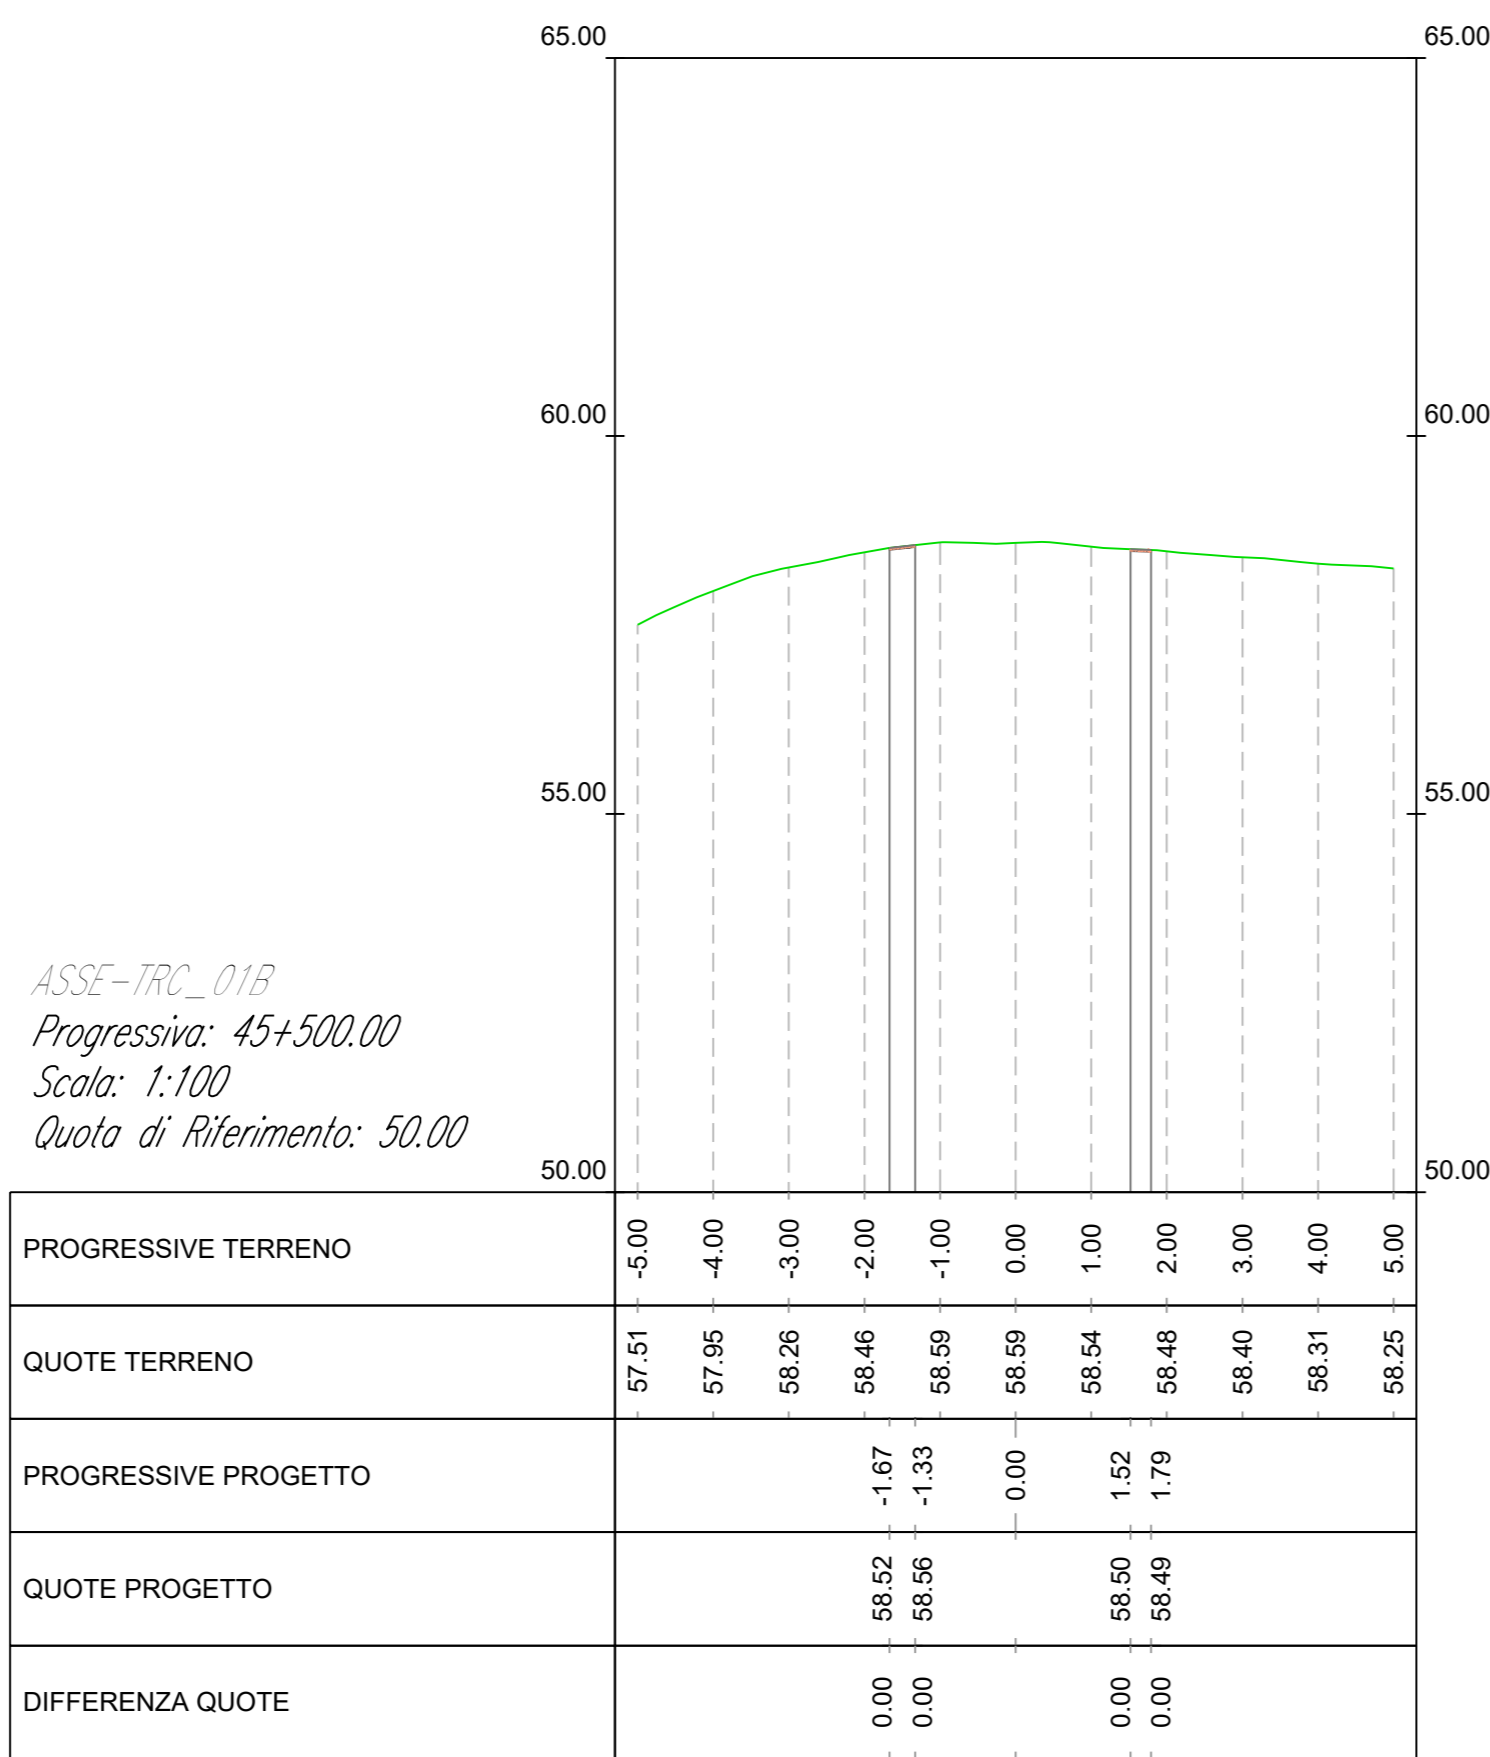 65.00 65.00
60.00 60.00
55.00 55.00
ASSE-TRC_01B
Progressiva: 45+500.00
Scala: 1:100
Quota di Riferimento: 50.00
50.00 50.00
PROGRESSIVE TERRENO -5.00 -4.00 -3.00 -2.00 -1.00 0.00 1.00 2.00 3.00 4.00 5.00
QUOTE TERRENO 57.51 57.95 58.26 58.46 58.59 58.59 58.54 58.48 58.40 58.31 58.25
PROGRESSIVE PROGETTO -1.67 -1.33 0.00 1.52 1.79
QUOTE PROGETTO 58.52 58.56 58.50 58.49
DIFFERENZA QUOTE 0.00 0.00 0.00 0.00